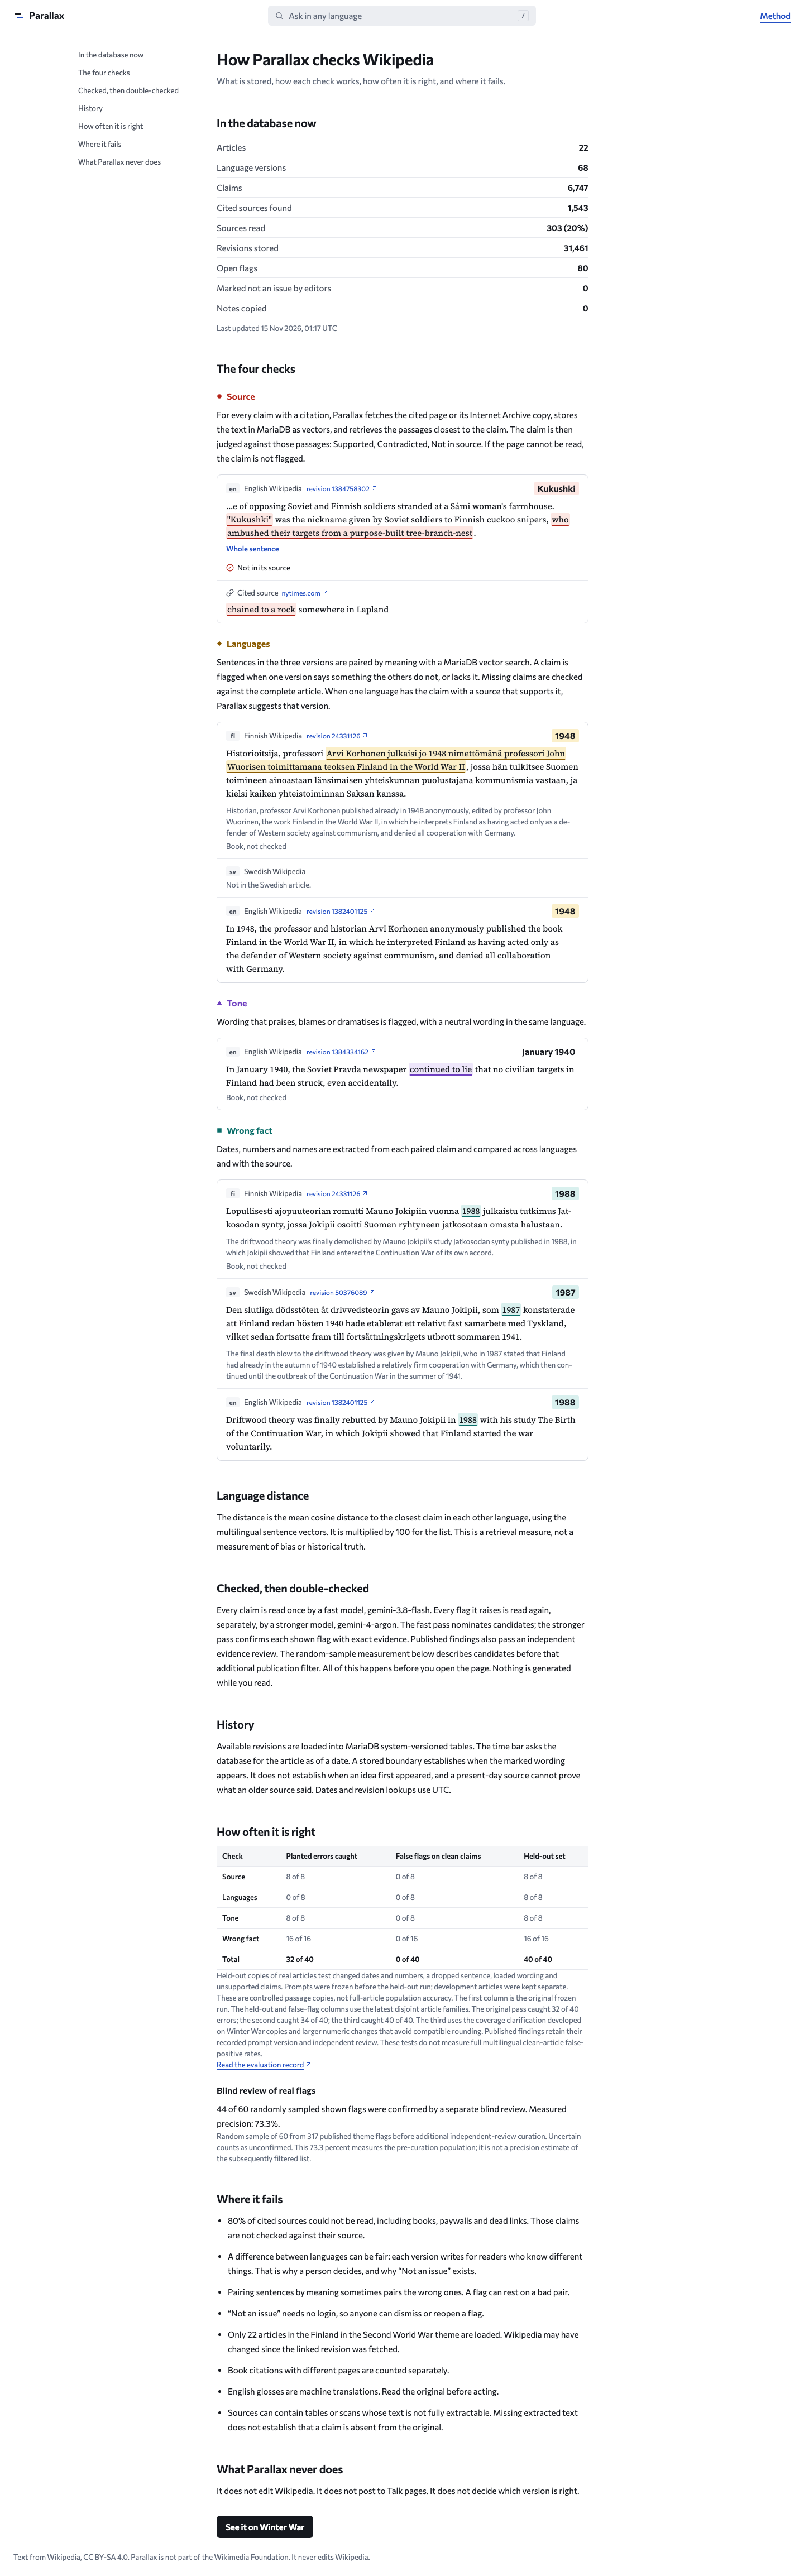 Parallax
Ask in any language
/
Method
In the database now
The four checks
Checked, then double-checked
History
How often it is right
Where it fails
What Parallax never does
How Parallax checks Wikipedia
What is stored, how each check works, how often it is right, and where it fails.
In the database now
Articles 22
Language versions 68
Claims 6,747
Cited sources found 1,543
Sources read 303 (20%)
Revisions stored 31,461
Open flags 80
Marked not an issue by editors 0
Notes copied 0
Last updated 15 Nov 2026, 01:17 UTC
The four checks
Source
For every claim with a citation, Parallax fetches the cited page or its Internet Archive copy, stores
the text in MariaDB as vectors, and retrieves the passages closest to the claim. The claim is then
judged against those passages: Supported, Contradicted, Not in source. If the page cannot be read,
the claim is not flagged.
en English Wikipedia revision 1384758302 Kukushki
…e of opposing Soviet and Finnish soldiers stranded at a Sámi woman's farmhouse.
"Kukushki" was the nickname given by Soviet soldiers to Finnish cuckoo snipers, who
ambushed their targets from a purpose-built tree-branch-nest.
Whole sentence
Not in its source
Cited source nytimes.com
chained to a rock somewhere in Lapland
Languages
Sentences in the three versions are paired by meaning with a MariaDB vector search. A claim is
flagged when one version says something the others do not, or lacks it. Missing claims are checked
against the complete article. When one language has the claim with a source that supports it,
Parallax suggests that version.
fi Finnish Wikipedia revision 24331126 1948
Historioitsija, professori Arvi Korhonen julkaisi jo 1948 nimettömänä professori John
Wuorisen toimittamana teoksen Finland in the World War II, jossa hän tulkitsee Suomen
toimineen ainoastaan länsimaisen yhteiskunnan puolustajana kommunismia vastaan, ja
kielsi kaiken yhteistoiminnan Saksan kanssa.
Historian, professor Arvi Korhonen published already in 1948 anonymously, edited by professor John
Wuorinen, the work Finland in the World War II, in which he interprets Finland as having acted only as a de-
fender of Western society against communism, and denied all cooperation with Germany.
Book, not checked
sv Swedish Wikipedia
Not in the Swedish article.
en English Wikipedia revision 1382401125 1948
In 1948, the professor and historian Arvi Korhonen anonymously published the book
Finland in the World War II, in which he interpreted Finland as having acted only as
the defender of Western society against communism, and denied all collaboration
with Germany.
Tone
Wording that praises, blames or dramatises is flagged, with a neutral wording in the same language.
en English Wikipedia revision 1384334162 January 1940
In January 1940, the Soviet Pravda newspaper continued to lie that no civilian targets in
Finland had been struck, even accidentally.
Book, not checked
Wrong fact
Dates, numbers and names are extracted from each paired claim and compared across languages
and with the source.
fi Finnish Wikipedia revision 24331126 1988
Lopullisesti ajopuuteorian romutti Mauno Jokipiin vuonna 1988 julkaistu tutkimus Jat-
kosodan synty, jossa Jokipii osoitti Suomen ryhtyneen jatkosotaan omasta halustaan.
The driftwood theory was finally demolished by Mauno Jokipii's study Jatkosodan synty published in 1988, in
which Jokipii showed that Finland entered the Continuation War of its own accord.
Book, not checked
sv Swedish Wikipedia revision 50376089 1987
Den slutliga dödsstöten åt drivvedsteorin gavs av Mauno Jokipii, som 1987 konstaterade
att Finland redan hösten 1940 hade etablerat ett relativt fast samarbete med Tyskland,
vilket sedan fortsatte fram till fortsättningskrigets utbrott sommaren 1941.
The final death blow to the driftwood theory was given by Mauno Jokipii, who in 1987 stated that Finland
had already in the autumn of 1940 established a relatively firm cooperation with Germany, which then con-
tinued until the outbreak of the Continuation War in the summer of 1941.
en English Wikipedia revision 1382401125 1988
Driftwood theory was finally rebutted by Mauno Jokipii in 1988 with his study The Birth
of the Continuation War, in which Jokipii showed that Finland started the war
voluntarily.
Language distance
The distance is the mean cosine distance to the closest claim in each other language, using the
multilingual sentence vectors. It is multiplied by 100 for the list. This is a retrieval measure, not a
measurement of bias or historical truth.
Checked, then double-checked
Every claim is read once by a fast model, gemini-3.8-flash. Every flag it raises is read again,
separately, by a stronger model, gemini-4-argon. The fast pass nominates candidates; the stronger
pass confirms each shown flag with exact evidence. Published findings also pass an independent
evidence review. The random-sample measurement below describes candidates before that
additional publication filter. All of this happens before you open the page. Nothing is generated
while you read.
History
Available revisions are loaded into MariaDB system-versioned tables. The time bar asks the
database for the article as of a date. A stored boundary establishes when the marked wording
appears. It does not establish when an idea first appeared, and a present-day source cannot prove
what an older source said. Dates and revision lookups use UTC.
How often it is right
Check Planted errors caught False flags on clean claims Held-out set
Source 8 of 8 0 of 8 8 of 8
Languages 0 of 8 0 of 8 8 of 8
Tone 8 of 8 0 of 8 8 of 8
Wrong fact 16 of 16 0 of 16 16 of 16
Total 32 of 40 0 of 40 40 of 40
Held-out copies of real articles test changed dates and numbers, a dropped sentence, loaded wording and
unsupported claims. Prompts were frozen before the held-out run; development articles were kept separate.
These are controlled passage copies, not full-article population accuracy. The first column is the original frozen
run. The held-out and false-flag columns use the latest disjoint article families. The original pass caught 32 of 40
errors; the second caught 34 of 40; the third caught 40 of 40. The third uses the coverage clarification developed
on Winter War copies and larger numeric changes that avoid compatible rounding. Published findings retain their
recorded prompt version and independent review. These tests do not measure full multilingual clean-article false-
positive rates.
Read the evaluation record
Blind review of real flags
44 of 60 randomly sampled shown flags were confirmed by a separate blind review. Measured
precision: 73.3%.
Random sample of 60 from 317 published theme flags before additional independent-review curation. Uncertain
counts as unconfirmed. This 73.3 percent measures the pre-curation population; it is not a precision estimate of
the subsequently filtered list.
Where it fails
80% of cited sources could not be read, including books, paywalls and dead links. Those claims
are not checked against their source.
A difference between languages can be fair: each version writes for readers who know different
things. That is why a person decides, and why “Not an issue” exists.
Pairing sentences by meaning sometimes pairs the wrong ones. A flag can rest on a bad pair.
“Not an issue” needs no login, so anyone can dismiss or reopen a flag.
Only 22 articles in the Finland in the Second World War theme are loaded. Wikipedia may have
changed since the linked revision was fetched.
Book citations with different pages are counted separately.
English glosses are machine translations. Read the original before acting.
Sources can contain tables or scans whose text is not fully extractable. Missing extracted text
does not establish that a claim is absent from the original.
What Parallax never does
It does not edit Wikipedia. It does not post to Talk pages. It does not decide which version is right.
See it on Winter War
Text from Wikipedia, CC BY-SA 4.0. Parallax is not part of the Wikimedia Foundation. It never edits Wikipedia.